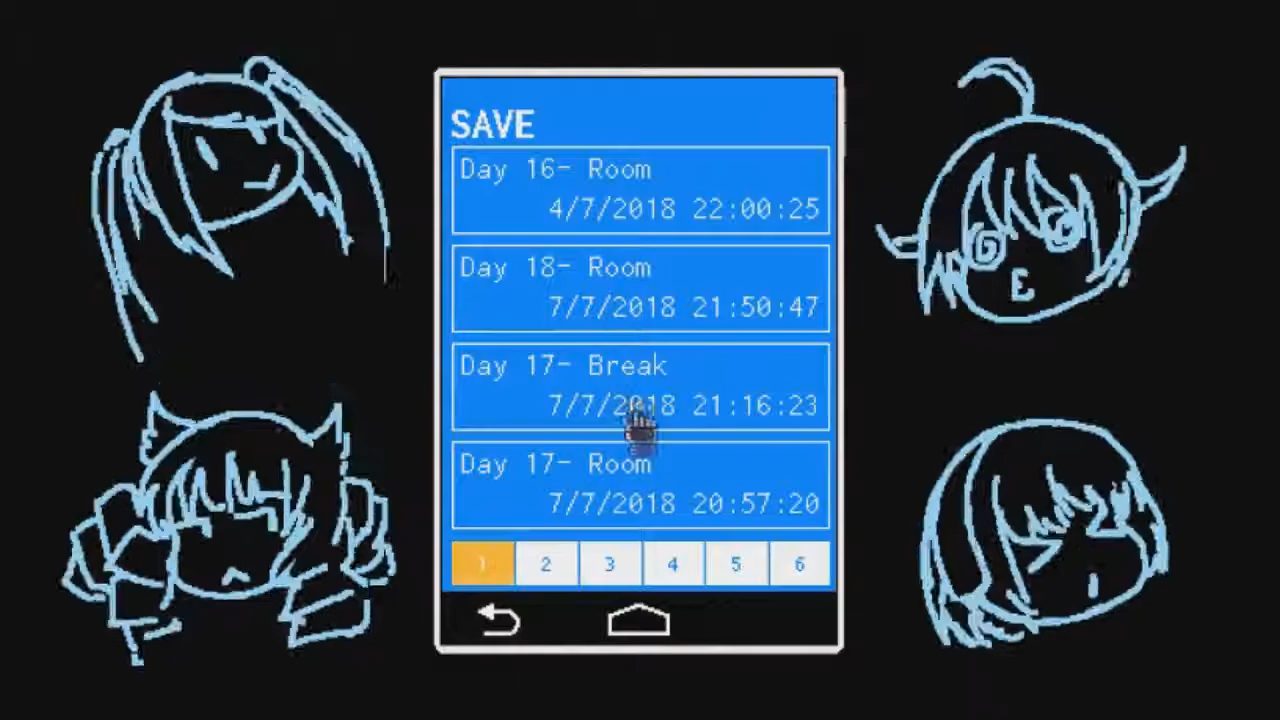 SAVE
Day 16- Room
4/7/2018 22:00:25
Day 18- Room
7/7/2018 21:50:47
Day 17- Break
7/7/2018 21:16:23
Day 17- Room
7/7/2018 20:57:20
1 2 3 4 5 6